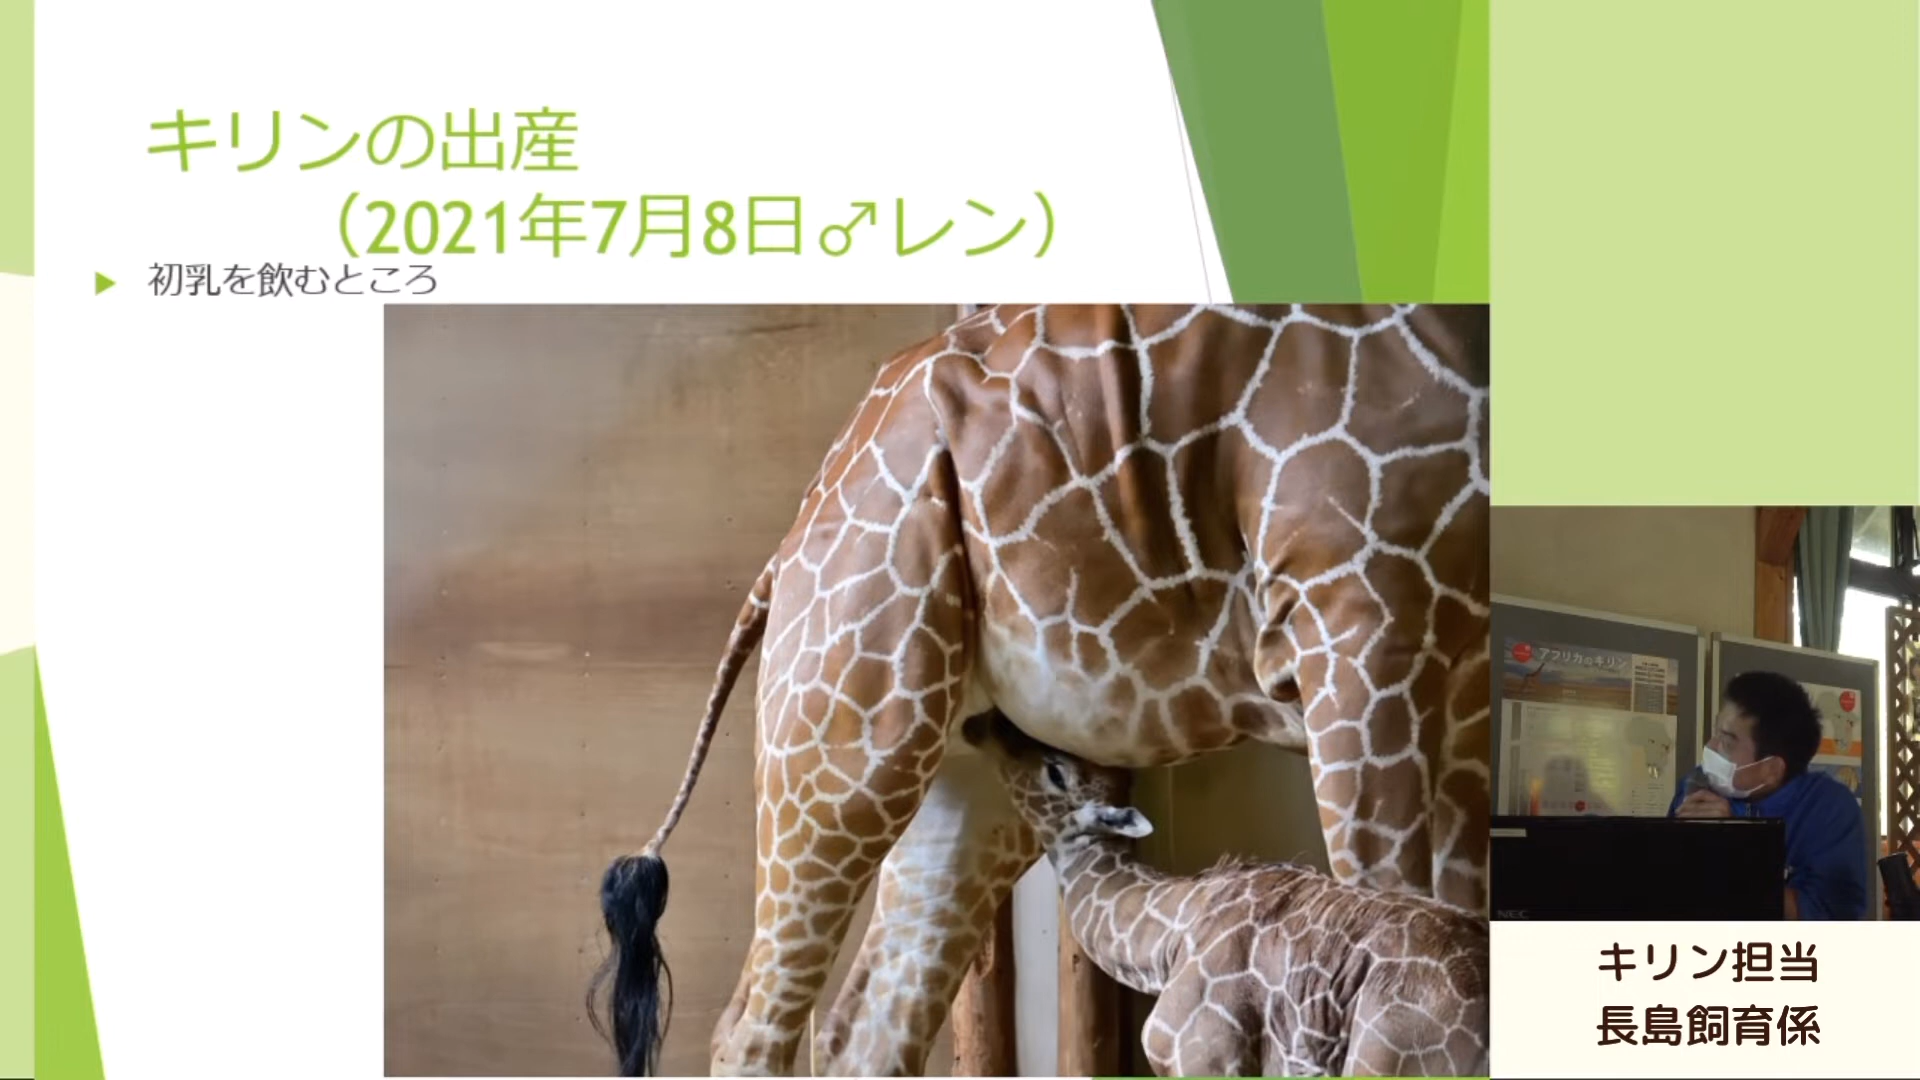 キリンの出産
（2021年7月8日♂レン）
初乳を飲むところ
アフリカのキリン
NEC
キリン担当
長島飼育係